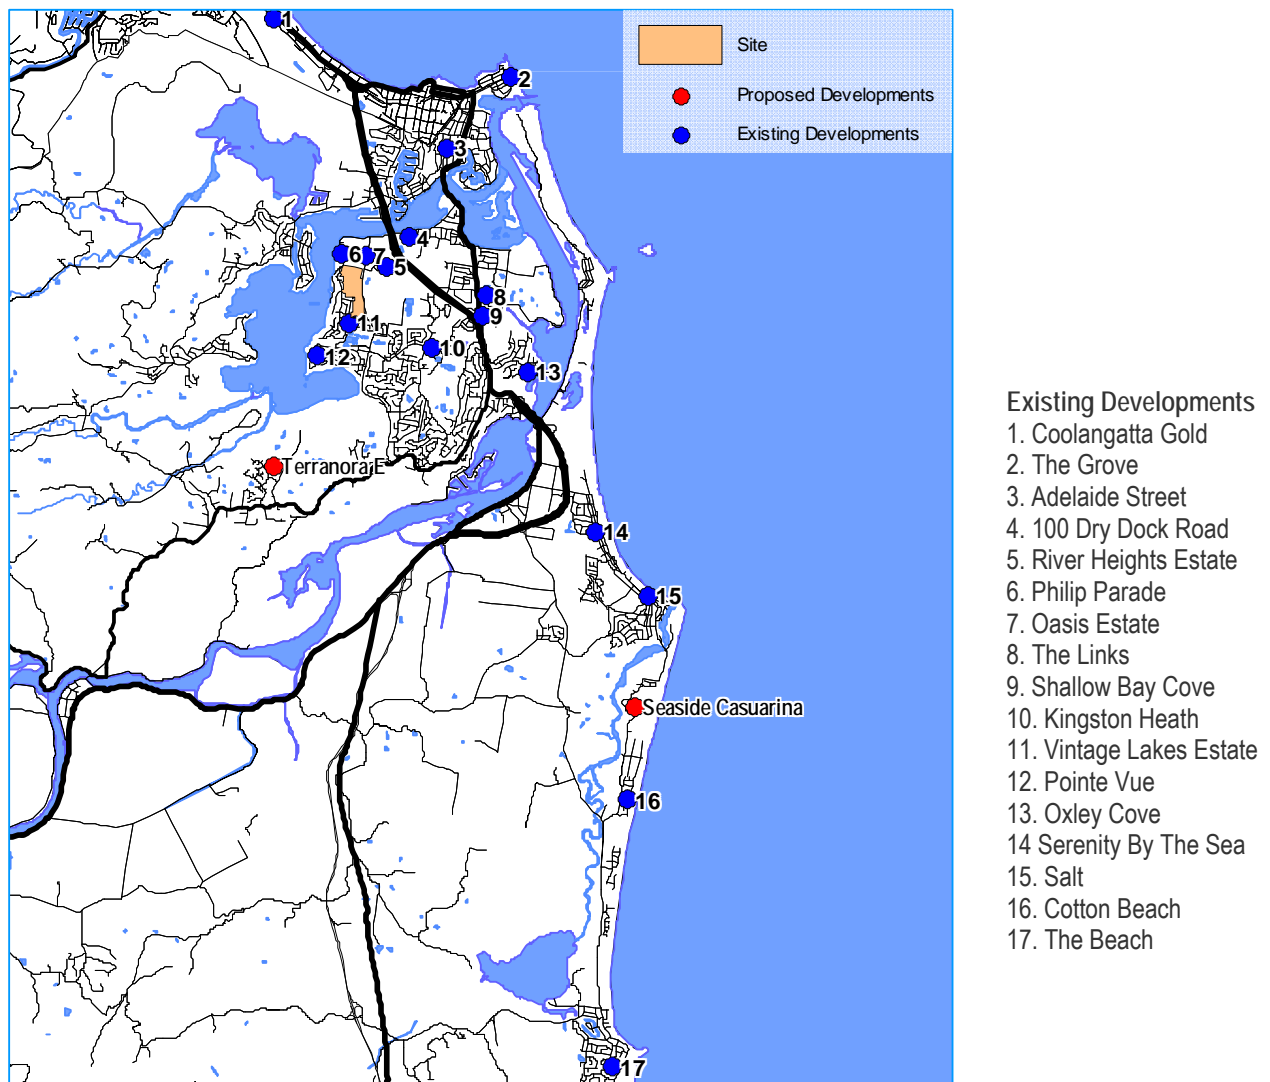 1
2
Site
Proposed Developments
Existing Developments
3
4
6
7
5
8
9
11
10
12
13
Terranora E
14
15
Seaside Casuarina
16
17
Existing Developments
1. Coolangatta Gold
2. The Grove
3. Adelaide Street
4. 100 Dry Dock Road
5. River Heights Estate
6. Philip Parade
7. Oasis Estate
8. The Links
9. Shallow Bay Cove
10. Kingston Heath
11. Vintage Lakes Estate
12. Pointe Vue
13. Oxley Cove
14 Serenity By The Sea
15. Salt
16. Cotton Beach
17. The Beach